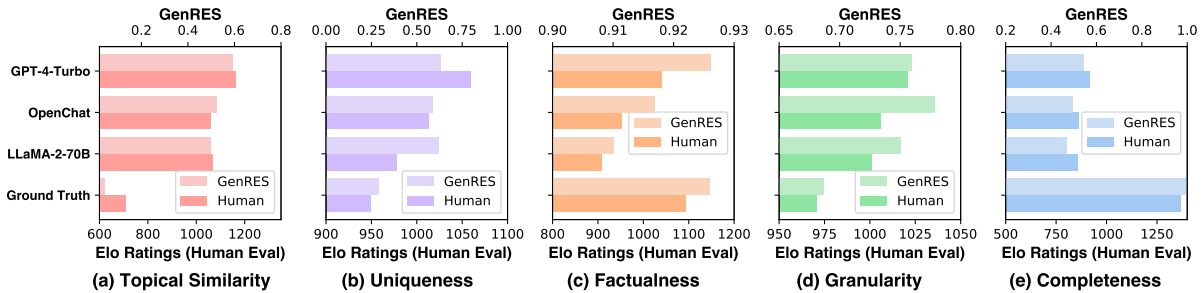 GenRES GenRES GenRES GenRES GenRES
0.2 0.4 0.6 0.8 0.00 0.25 0.50 0.75 1.00 0.90 0.91 0.92 0.93 0.65 0.70 0.75 0.80 0.2 0.4 0.6 0.8 1.0
GPT-4-Turbo
OpenChat
GenRES
Human
LLaMA-2-70B
Ground Truth
GenRES
Human
GenRES
Human
GenRES
Human
GenRES
Human
600 800 1000 1200 900 950 1000 1050 1100 800 900 1000 1100 1200 950 975 1000 1025 1050 500 750 1000 1250
Elo Ratings (Human Eval) Elo Ratings (Human Eval) Elo Ratings (Human Eval) Elo Ratings (Human Eval) Elo Ratings (Human Eval)
(a) Topical Similarity (b) Uniqueness (c) Factualness (d) Granularity (e) Completeness